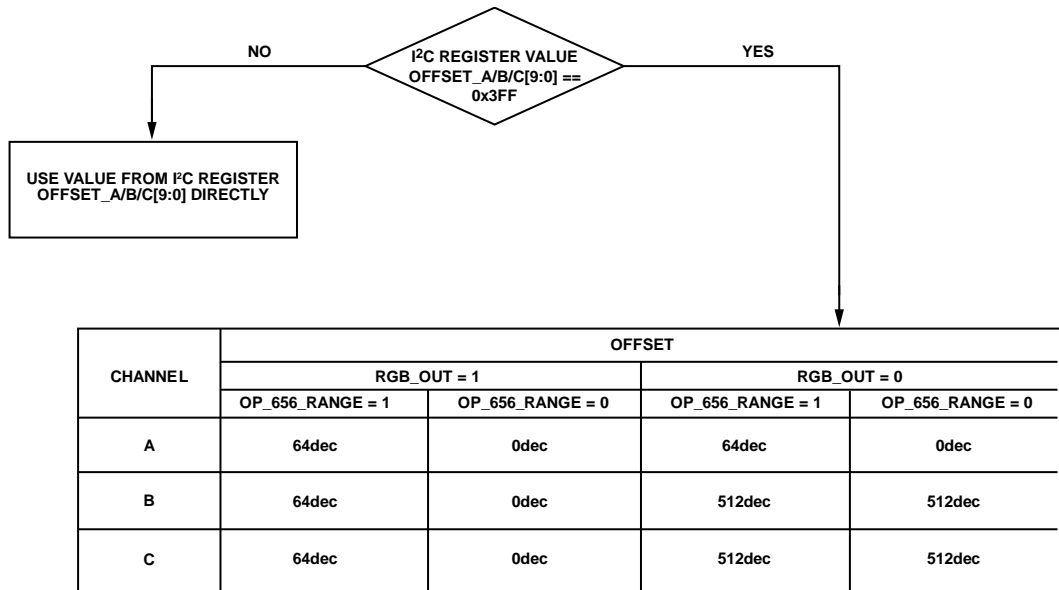 NO
I²C REGISTER VALUE
OFFSET_A/B/C[9:0] ==
0x3FF
YES
USE VALUE FROM I²C REGISTER
OFFSET_A/B/C[9:0] DIRECTLY
CHANNEL
OFFSET
RGB_OUT = 1 RGB_OUT = 0
OP_656_RANGE = 1 OP_656_RANGE = 0 OP_656_RANGE = 1 OP_656_RANGE = 0
A 64dec 0dec 64dec 0dec
B 64dec 0dec 512dec 512dec
C 64dec 0dec 512dec 512dec